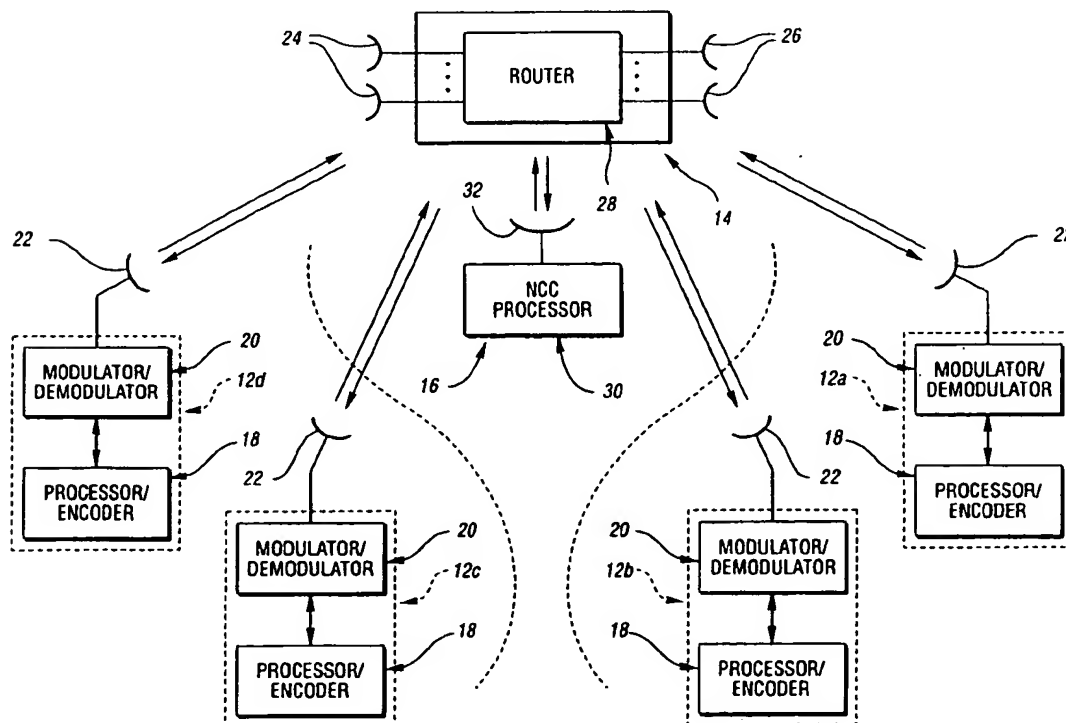 24
ROUTER
26
32
28
14
22
22
NCC
PROCESSOR
16
30
20
MODULATOR/
DEMODULATOR
12d
18
PROCESSOR/
ENCODER
20
MODULATOR/
DEMODULATOR
12a
18
PROCESSOR/
ENCODER
22
22
20
MODULATOR/
DEMODULATOR
12c
18
PROCESSOR/
ENCODER
20
MODULATOR/
DEMODULATOR
12b
18
PROCESSOR/
ENCODER